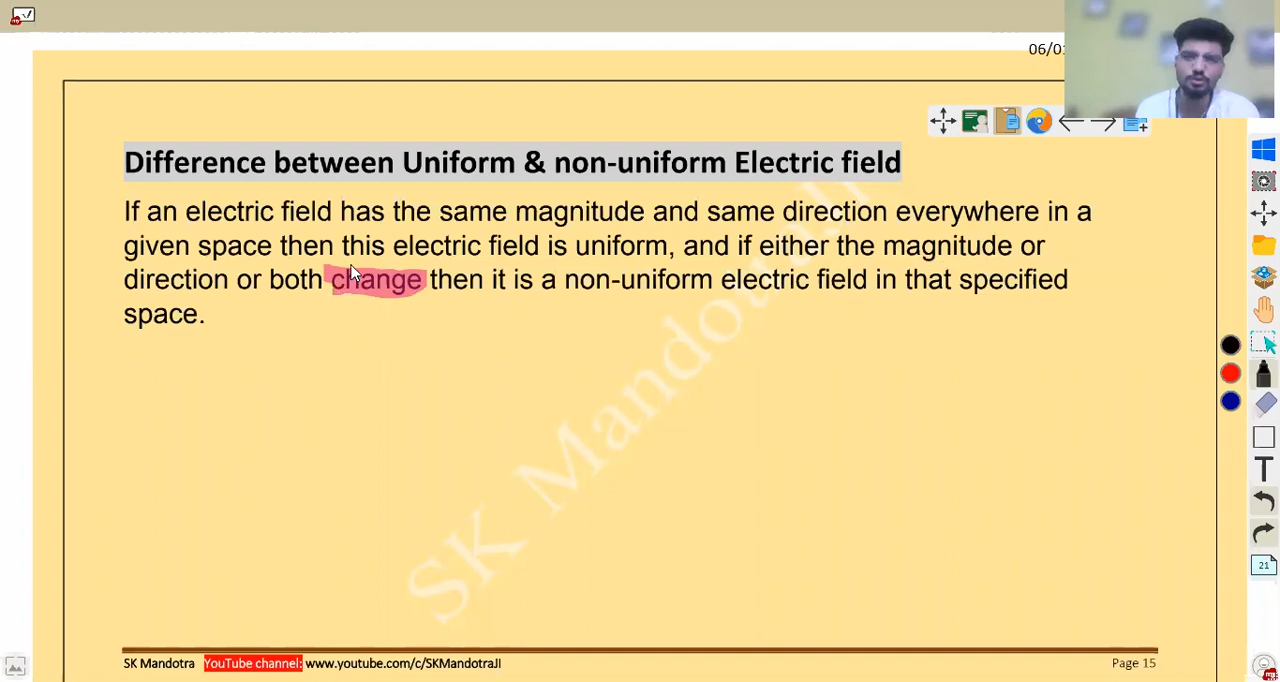 06/01
Difference between Uniform & non-uniform Electric field
If an electric field has the same magnitude and same direction everywhere in a
given space then this electric field is uniform, and if either the magnitude or
direction or both change then it is a non-uniform electric field in that specified
space.
SK Mandotra Ji
SK Mandotra YouTube channel: www.youtube.com/c/SKMandotraJI Page 15
T
21